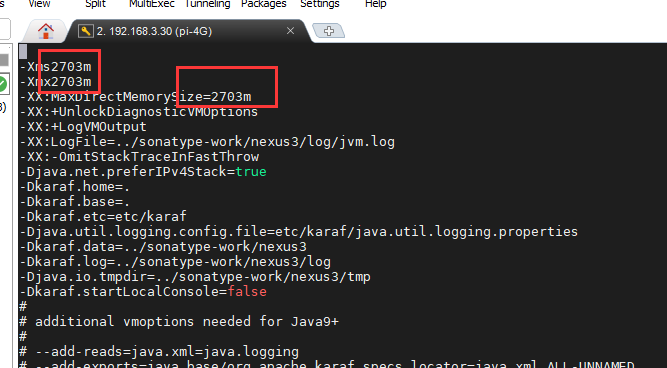 s View Split MultiExec Tunneling Packages Settings Help
2. 192.168.3.30 (pi-4G)
-Xms2703m
-Xmx2703m
-XX:MaxDirectMemorySize=2703m
-XX:+UnlockDiagnosticVMOptions
-XX:+LogVMOutput
-XX:LogFile=../sonatype-work/nexus3/log/jvm.log
-XX:-OmitStackTraceInFastThrow
-Djava.net.preferIPv4Stack=true
-Dkaraf.home=.
-Dkaraf.base=.
-Dkaraf.etc=etc/karaf
-Djava.util.logging.config.file=etc/karaf/java.util.logging.properties
-Dkaraf.data=../sonatype-work/nexus3
-Dkaraf.log=../sonatype-work/nexus3/log
-Djava.io.tmpdir=../sonatype-work/nexus3/tmp
-Dkaraf.startLocalConsole=false
#
# additional vmoptions needed for Java9+
#
# --add-reads=java.xml=java.logging
# --add-exports=java.base/org.apache.karaf.specs.locator=java.xml,ALL-UNNAMED
3)